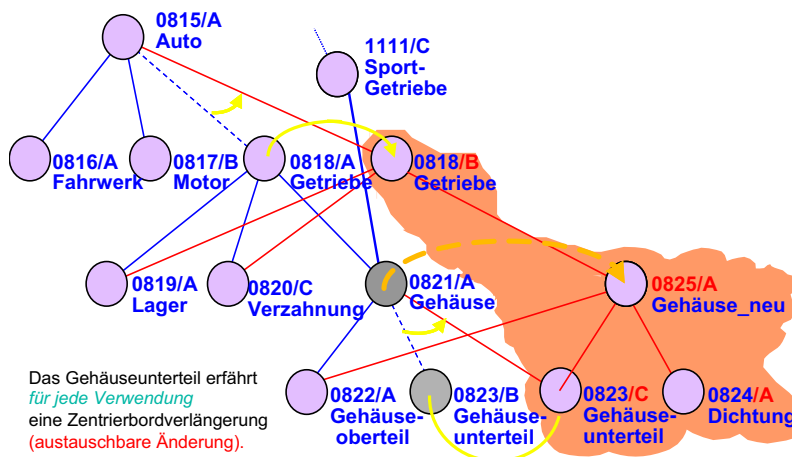 0815/A
Auto
1111/C
Sport-
Getriebe
0816/A
Fahrwerk
0817/B
Motor
0818/A
Getriebe
0818/B
Getriebe
0819/A
Lager
0820/C
Verzahnung
0821/A
Gehäuse
0825/A
Gehäuse_neu
0822/A
Gehäuse-
oberteil
0823/B
Gehäuse-
unterteil
0823/C
Gehäuse-
unterteil
0824/A
Dichtung
Das Gehäuseunterteil erfährt
für jede Verwendung
eine Zentrierbordverlängerung
(austauschbare Änderung).